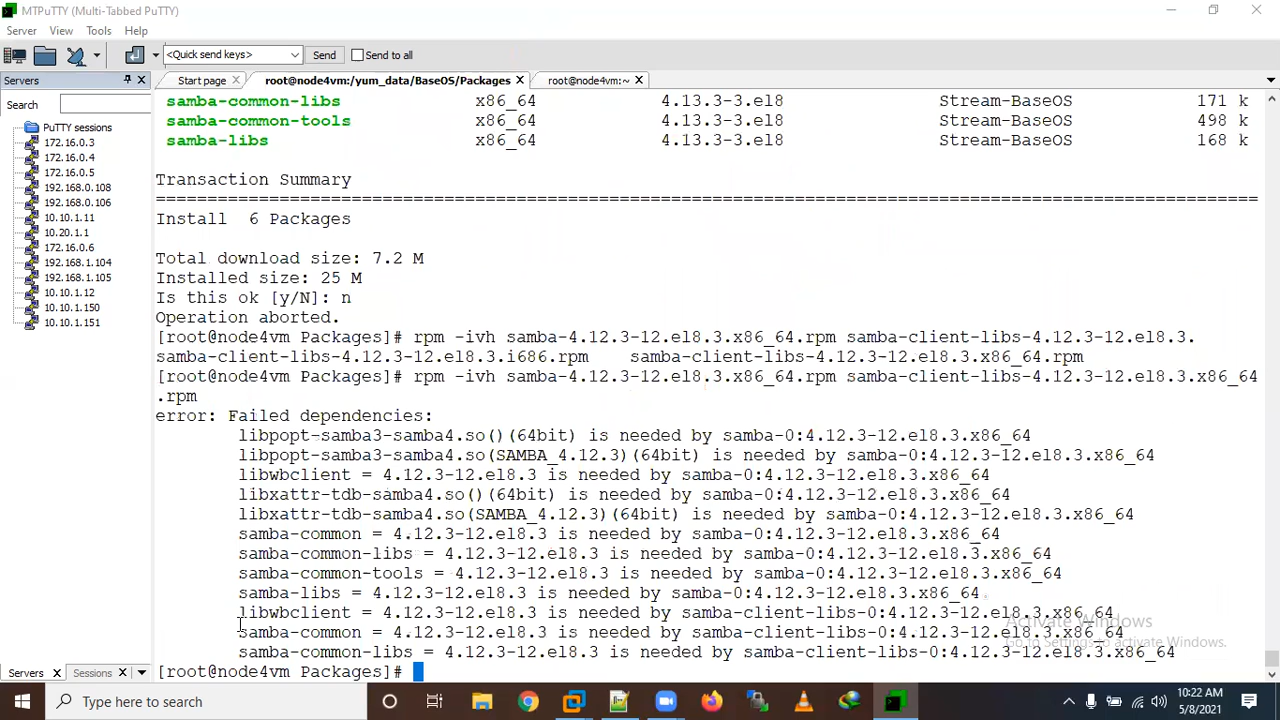 MTPuTTY (Multi-Tabbed PuTTY)
Server View Tools Help
<Quick send keys> Send Send to all
Servers
Start page root@node4vm:/yum_data/BaseOS/Packages root@node4vm:~
Search
PuTTY sessions
172.16.0.3
172.16.0.4
172.16.0.5
192.168.0.108
192.168.0.106
10.10.1.11
10.20.1.1
172.16.0.6
192.168.1.104
192.168.1.105
10.10.1.12
10.10.1.150
10.10.1.151
samba-common-libs x86_64 4.13.3-3.el8 Stream-BaseOS 171 k
samba-common-tools x86_64 4.13.3-3.el8 Stream-BaseOS 498 k
samba-libs x86_64 4.13.3-3.el8 Stream-BaseOS 168 k
Transaction Summary
================================================================================
Install 6 Packages
Total download size: 7.2 M
Installed size: 25 M
Is this ok [y/N]: n
Operation aborted.
[root@node4vm Packages]# rpm -ivh samba-4.12.3-12.el8.3.x86_64.rpm samba-client-libs-4.12.3-12.el8.3.
samba-client-libs-4.12.3-12.el8.3.i686.rpm samba-client-libs-4.12.3-12.el8.3.x86_64.rpm
[root@node4vm Packages]# rpm -ivh samba-4.12.3-12.el8.3.x86_64.rpm samba-client-libs-4.12.3-12.el8.3.x86_64
.rpm
error: Failed dependencies:
libpopt-samba3-samba4.so()(64bit) is needed by samba-0:4.12.3-12.el8.3.x86_64
libpopt-samba3-samba4.so(SAMBA_4.12.3)(64bit) is needed by samba-0:4.12.3-12.el8.3.x86_64
libwbclient = 4.12.3-12.el8.3 is needed by samba-0:4.12.3-12.el8.3.x86_64
libxattr-tdb-samba4.so()(64bit) is needed by samba-0:4.12.3-12.el8.3.x86_64
libxattr-tdb-samba4.so(SAMBA_4.12.3)(64bit) is needed by samba-0:4.12.3-12.el8.3.x86_64
samba-common = 4.12.3-12.el8.3 is needed by samba-0:4.12.3-12.el8.3.x86_64
samba-common-libs = 4.12.3-12.el8.3 is needed by samba-0:4.12.3-12.el8.3.x86_64
samba-common-tools = 4.12.3-12.el8.3 is needed by samba-0:4.12.3-12.el8.3.x86_64
samba-libs = 4.12.3-12.el8.3 is needed by samba-0:4.12.3-12.el8.3.x86_64
libwbclient = 4.12.3-12.el8.3 is needed by samba-client-libs-0:4.12.3-12.el8.3.x86_64
samba-common = 4.12.3-12.el8.3 is needed by samba-client-libs-0:4.12.3-12.el8.3.x86_64
samba-common-libs = 4.12.3-12.el8.3 is needed by samba-client-libs-0:4.12.3-12.el8.3.x86_64
[root@node4vm Packages]#
Activate Windows
Go to Settings to activate Windows.
Servers Sessions
Type here to search
10:22 AM
5/8/2021